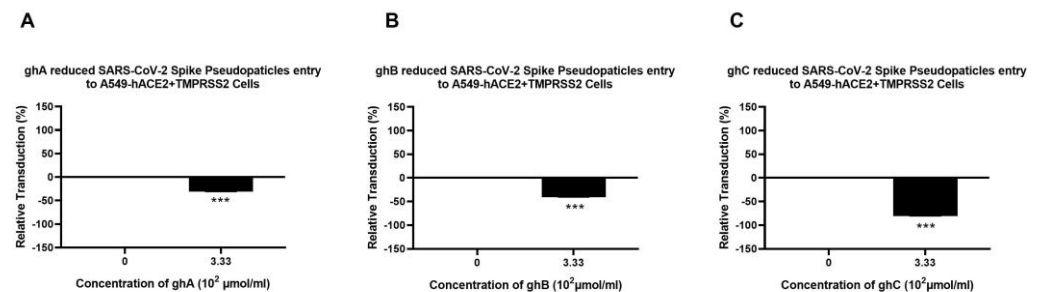 A
ghA reduced SARS-CoV-2 Spike Pseudopaticles entry
to A549-hACE2+TMPRSS2 Cells
Relative Transduction (%)
150
100
50
0
-50
-100
-150
***
0
3.33
Concentration of ghA (10² µmol/ml)
B
ghB reduced SARS-CoV-2 Spike Pseudopaticles entry
to A549-hACE2+TMPRSS2 Cells
Relative Transduction (%)
150
100
50
0
-50
-100
-150
***
0
3.33
Concentration of ghB (10²µmol/ml)
C
ghC reduced SARS-CoV-2 Spike Pseudopaticles entry
to A549-hACE2+TMPRSS2 Cells
Relative Transduction (%)
150
100
50
0
-50
-100
-150
***
0
3.33
Concentration of ghC (10² µmol/ml)